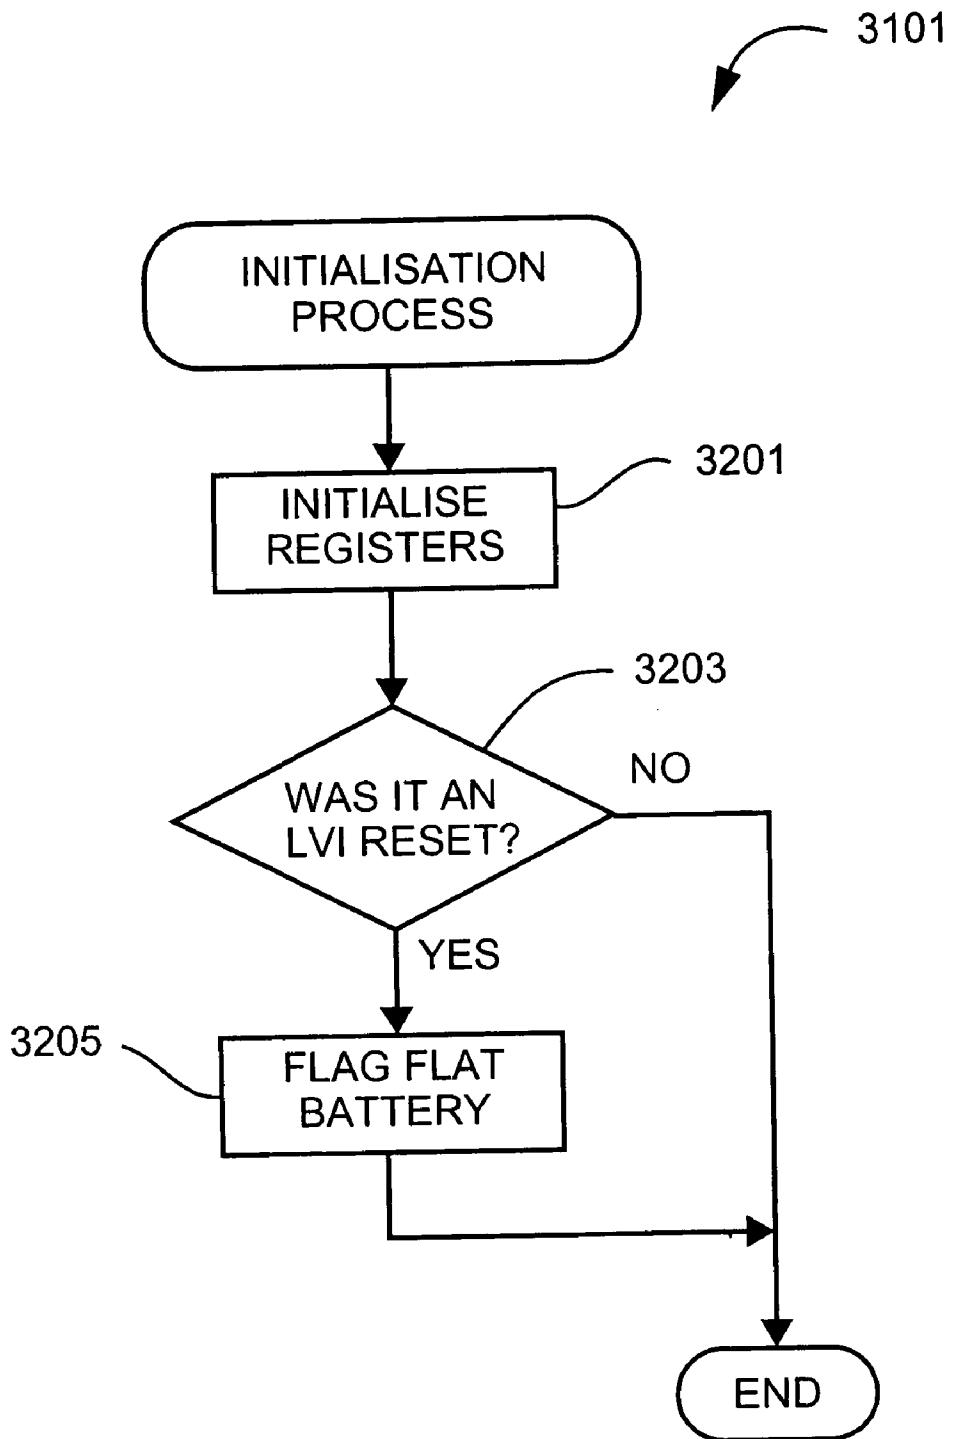 3101
INITIALISATION
PROCESS
3201
INITIALISE
REGISTERS
3203
WAS IT AN
LVI RESET?
NO
YES
3205
FLAG FLAT
BATTERY
END